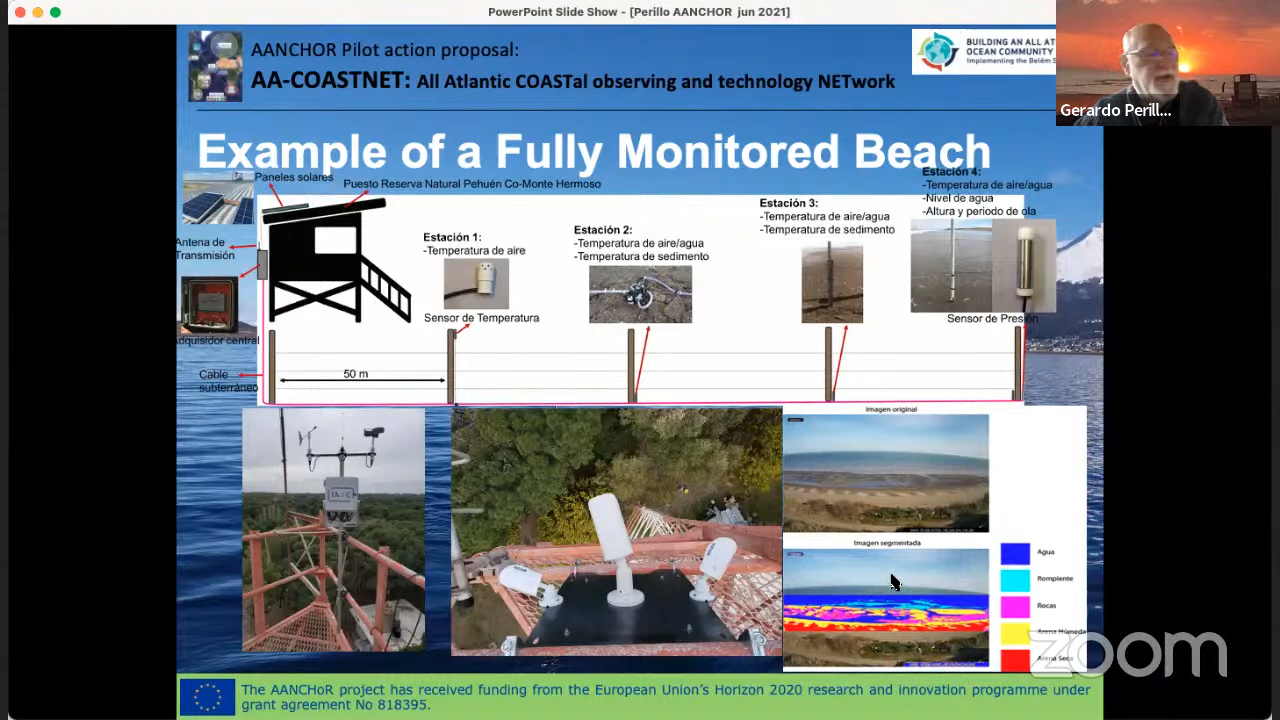 PowerPoint Slide Show - [Perillo AANCHOR jun 2021]
AANCHOR Pilot action proposal:
AA-COASTNET: All Atlantic COASTal observing and technology NETwork
BUILDING AN ALL AT
OCEAN COMMUNITY
Implementing the Belém S
Gerardo Perill...
Example of a Fully Monitored Beach
Paneles solares
Puesto Reserva Natural Pehuén Co-Monte Hermoso
Antena de
Transmisión
Adquisidor central
Cable
subterráneo
50 m
Estación 1:
-Temperatura de aire
Sensor de Temperatura
Estación 2:
-Temperatura de aire/agua
-Temperatura de sedimento
Estación 3:
-Temperatura de aire/agua
-Temperatura de sedimento
Estación 4:
-Temperatura de aire/agua
-Nivel de agua
-Altura y periodo de ola
Sensor de Presión
Imagen original
Imagen segmentada
Agua
Rompiente
Rocas
Arena Húmeda
Arena Seca
zoom
The AANCHoR project has received funding from the European Union's Horizon 2020 research and innovation programme under
grant agreement No 818395.